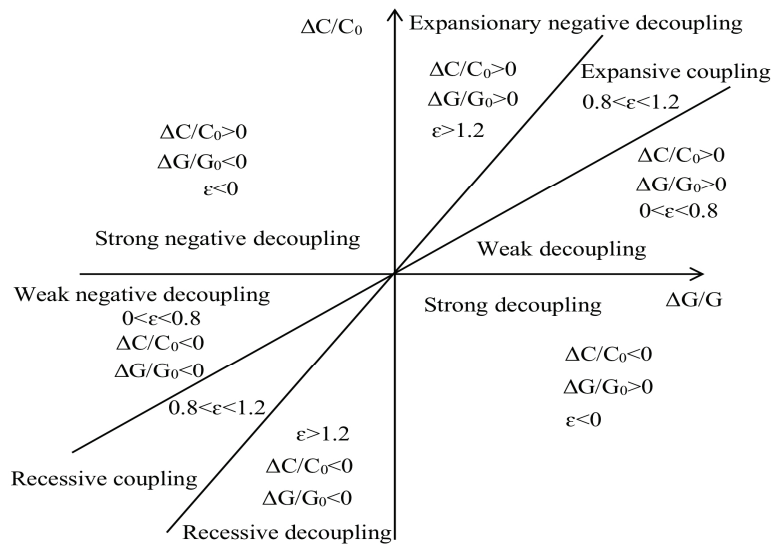 ΔC/C₀
Expansionary negative decoupling
ΔC/C₀>0
ΔG/G₀>0
ε>1.2
Expansive coupling
0.8<ε<1.2
ΔC/C₀>0
ΔG/G₀<0
ε<0
ΔC/C₀>0
ΔG/G₀>0
0<ε<0.8
Strong negative decoupling
Weak decoupling
Weak negative decoupling
0<ε<0.8
ΔC/C₀<0
ΔG/G₀<0
Strong decoupling
ΔG/G
ΔC/C₀<0
ΔG/G₀>0
ε<0
0.8<ε<1.2
Recessive coupling
ε>1.2
ΔC/C₀<0
ΔG/G₀<0
Recessive decoupling